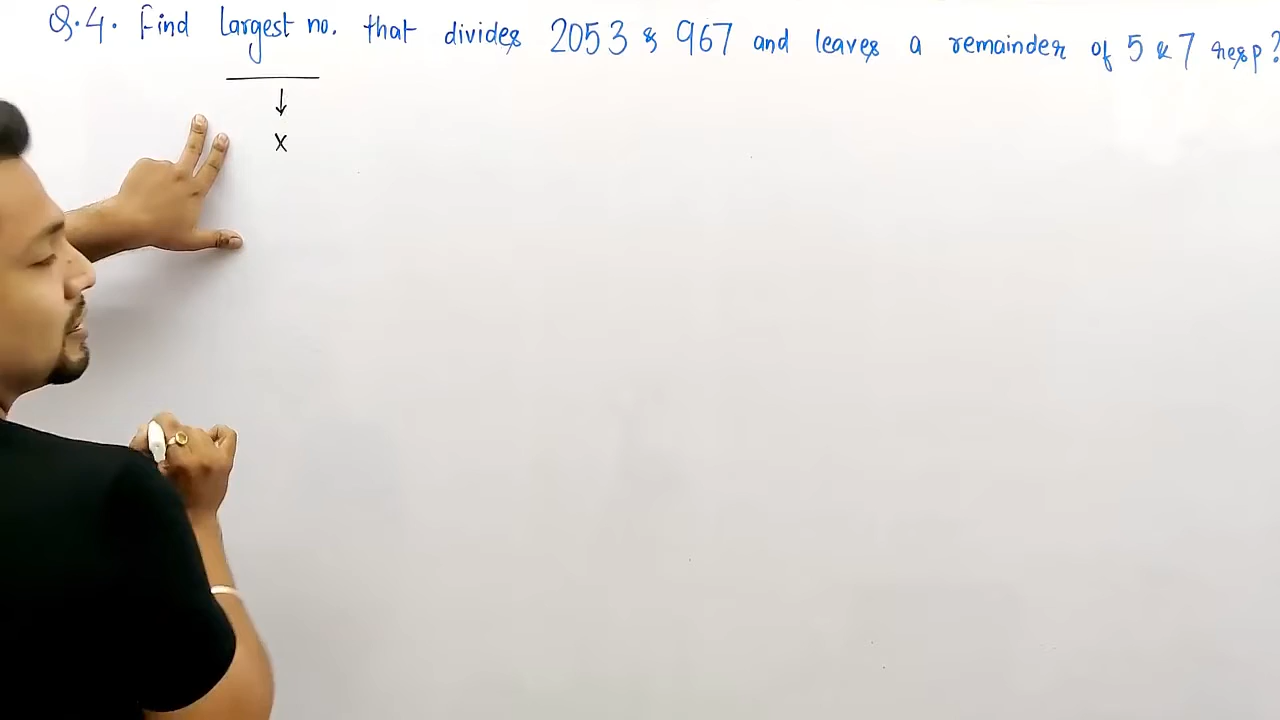 Q.4. Find largest no. that divides 2053 & 967 and leaves a remainder of 5 & 7 resp?
↓
x